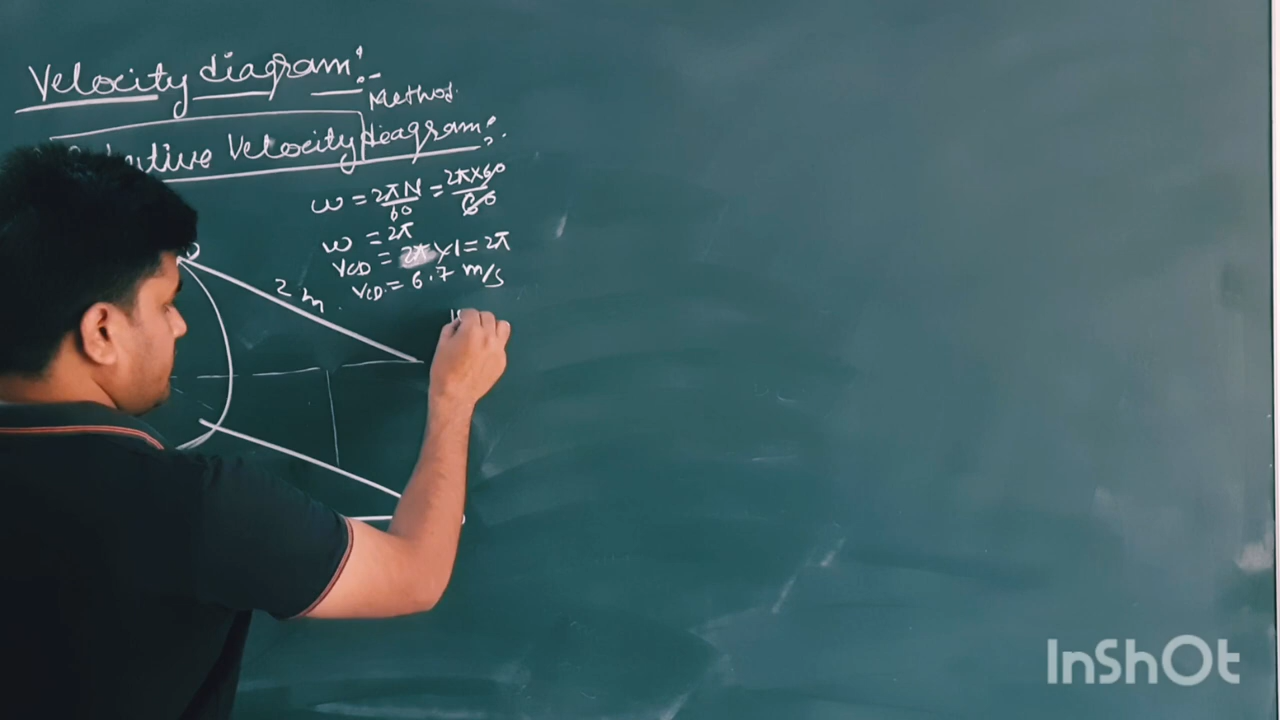 Velocity diagram:-
Method.
Velocity diagram:
ω = 2πN/60 = 2π×60/60
ω = 2π
VCD = 2π × 1 = 2π
VCD = 6.7 m/s
2 m
InShOt